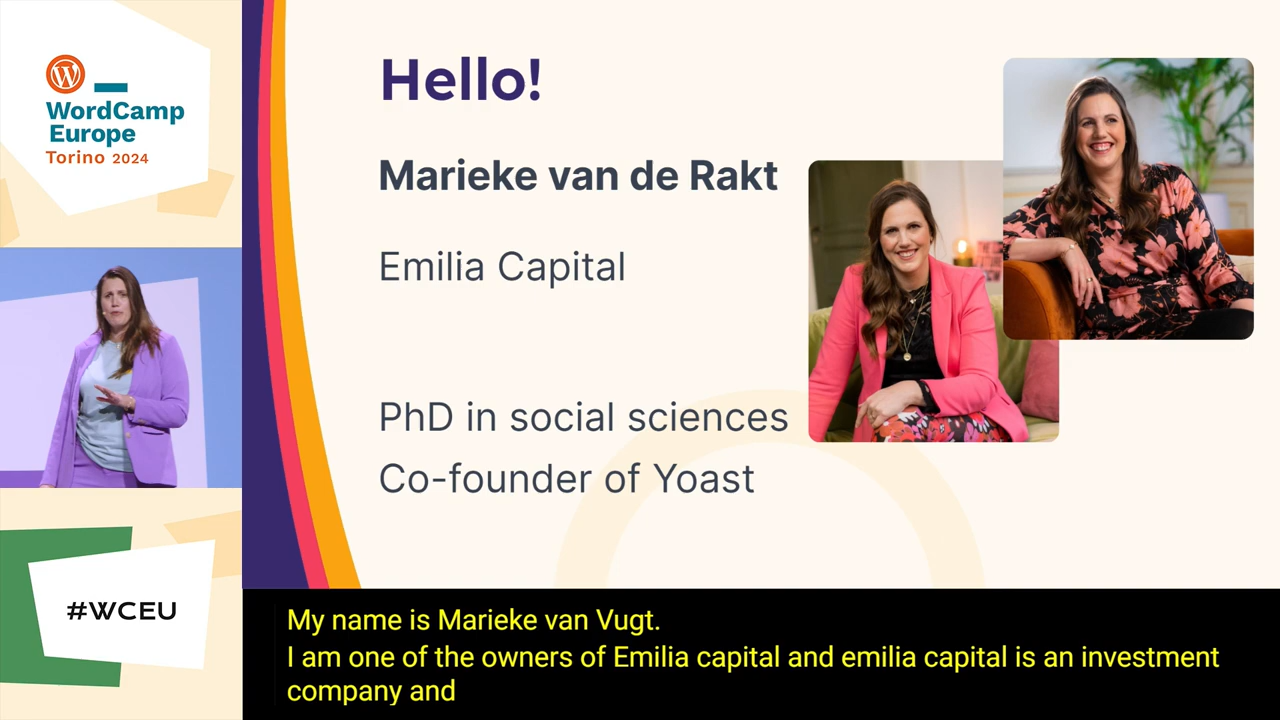 WordCamp
Europe
Torino 2024
Hello!
Marieke van de Rakt
Emilia Capital
PhD in social sciences
Co-founder of Yoast
#WCEU
My name is Marieke van Vugt.
I am one of the owners of Emilia capital and emilia capital is an investment
company and